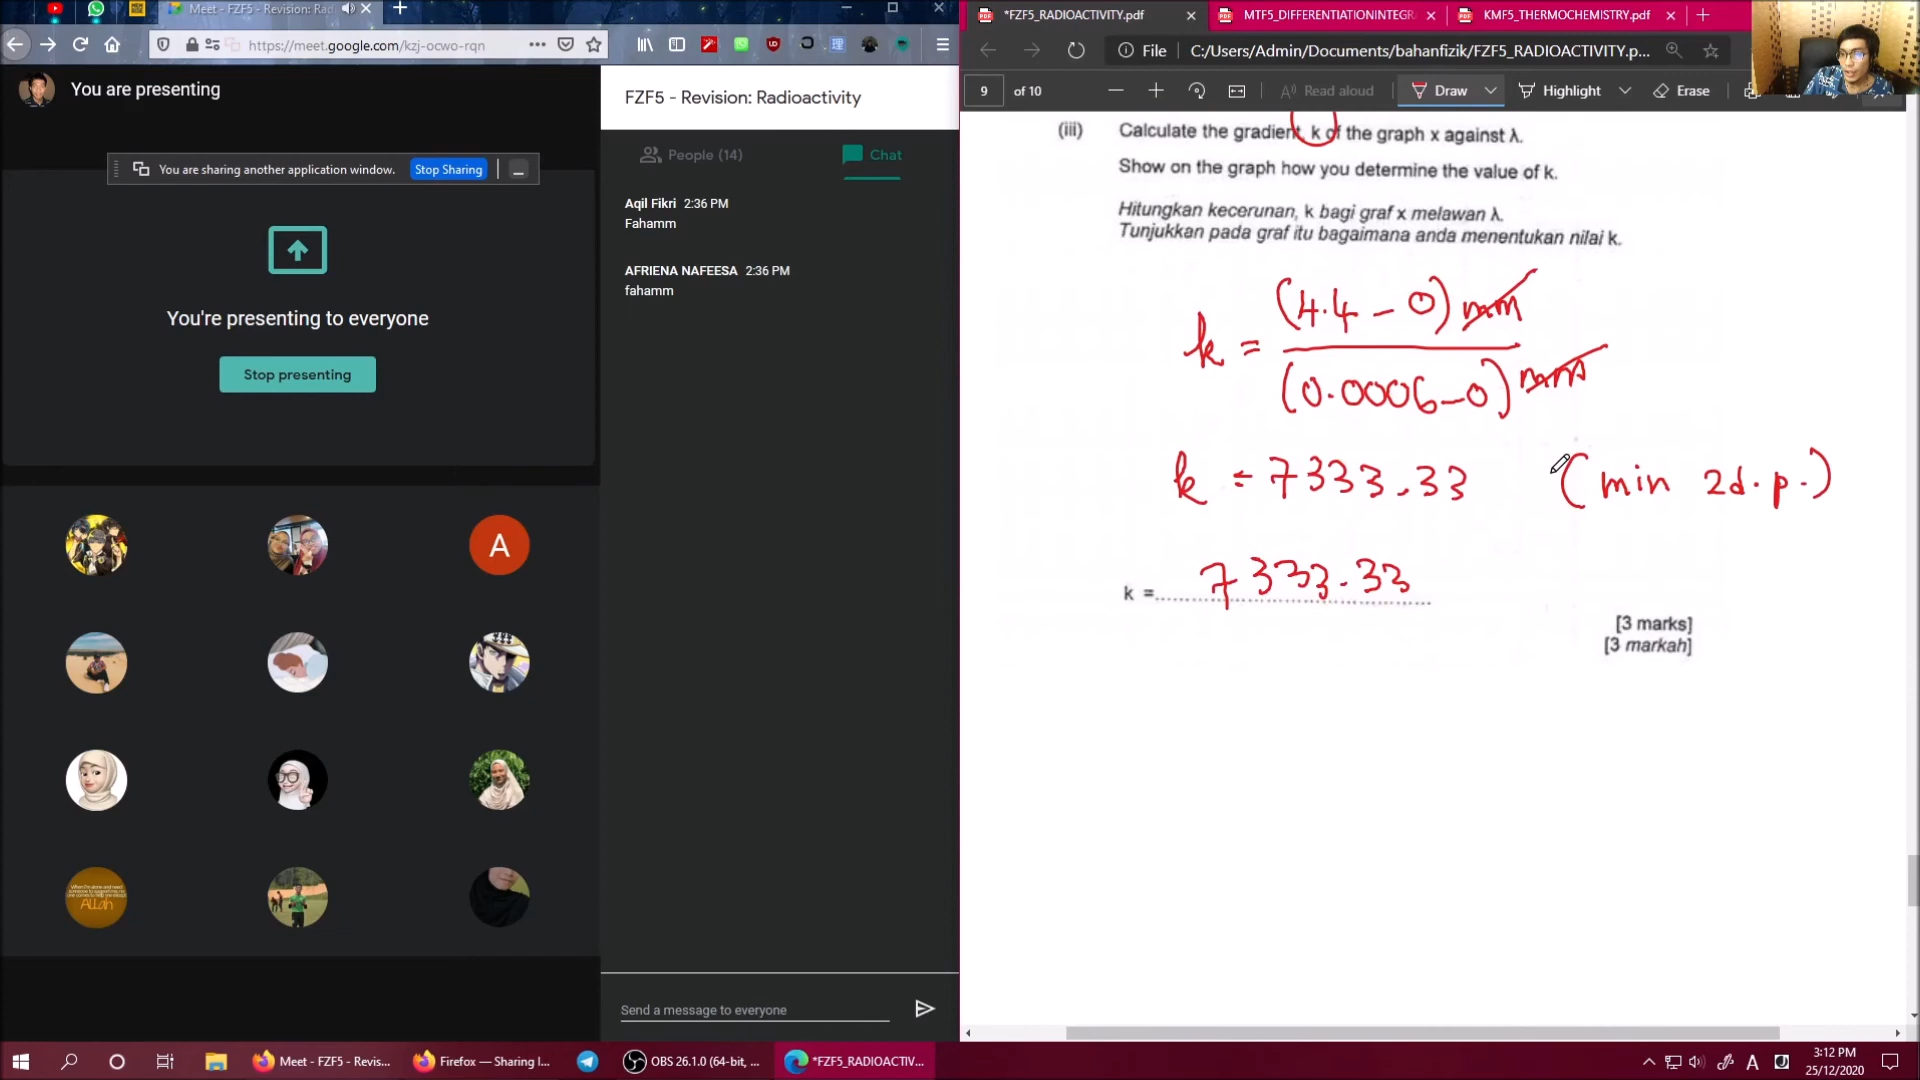 Meet - FZF5 - Revision: Rad
https://meet.google.com/kzj-ocwo-rqn
You are presenting
You are sharing another application window.
Stop Sharing
You're presenting to everyone
Stop presenting
A
ALLah
FZF5 - Revision: Radioactivity
People (14)
Chat
Aqil Fikri 2:36 PM
Fahamm
AFRIENA NAFEESA 2:36 PM
fahamm
Send a message to everyone
*FZF5_RADIOACTIVITY.pdf
MTF5_DIFFERENTIATIONINTEGR
KMF5_THERMOCHEMISTRY.pdf
File C:/Users/Admin/Documents/bahanfizik/FZF5_RADIOACTIVITY.p...
9 of 10
Read aloud
Draw
Highlight
Erase
(iii) Calculate the gradient, k of the graph x against λ.
Show on the graph how you determine the value of k.
Hitungkan kecerunan, k bagi graf x melawan λ.
Tunjukkan pada graf itu bagaimana anda menentukan nilai k.
k = (4.4 - 0) mm
(0.0006 - 0) mm
k = 7333.33 (min 2d.p.)
k = 7333.33
[3 marks]
[3 markah]
Meet - FZF5 - Revis...
Firefox — Sharing I...
OBS 26.1.0 (64-bit, ...
*FZF5_RADIOACTIV...
A
3:12 PM
25/12/2020